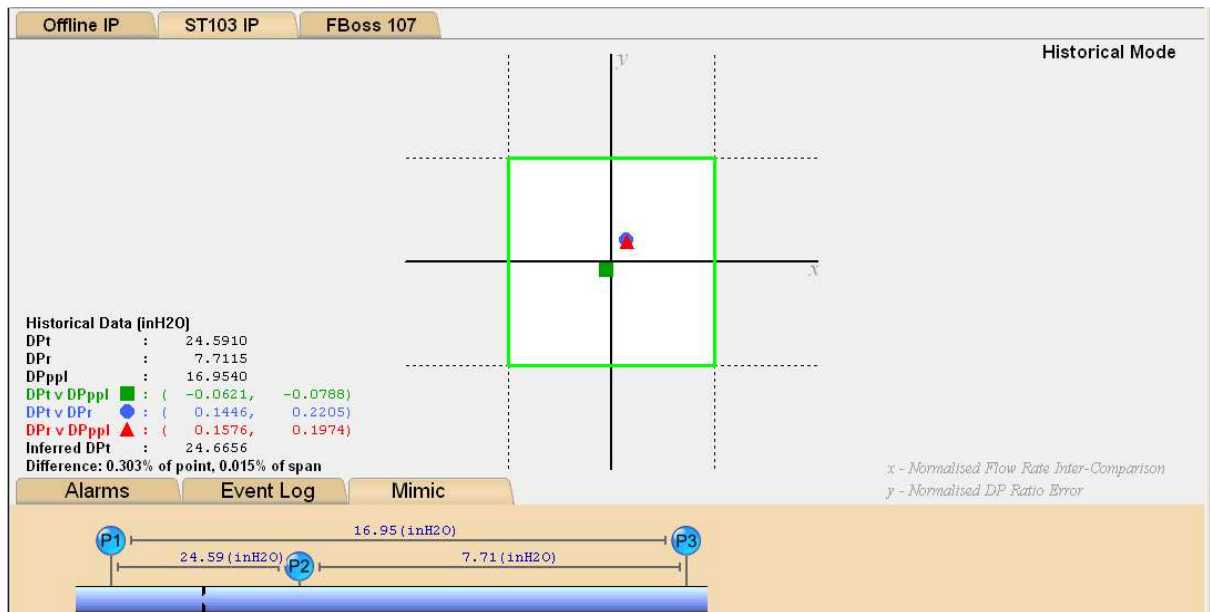 Offline IP ST103 IP FBoss 107
Historical Mode
y
x
Historical Data (inH2O)
DPt : 24.5910
DPr : 7.7115
DPppl : 16.9540
DPt v DPppl : ( -0.0621, -0.0788)
DPt v DPr : ( 0.1446, 0.2205)
DPr v DPppl : ( 0.1576, 0.1974)
Inferred DPt : 24.6656
Difference: 0.303% of point, 0.015% of span
x - Normalised Flow Rate Inter-Comparison
y - Normalised DP Ratio Error
Alarms Event Log Mimic
P1 16.95(inH2O) P3
24.59(inH2O) P2 7.71(inH2O)